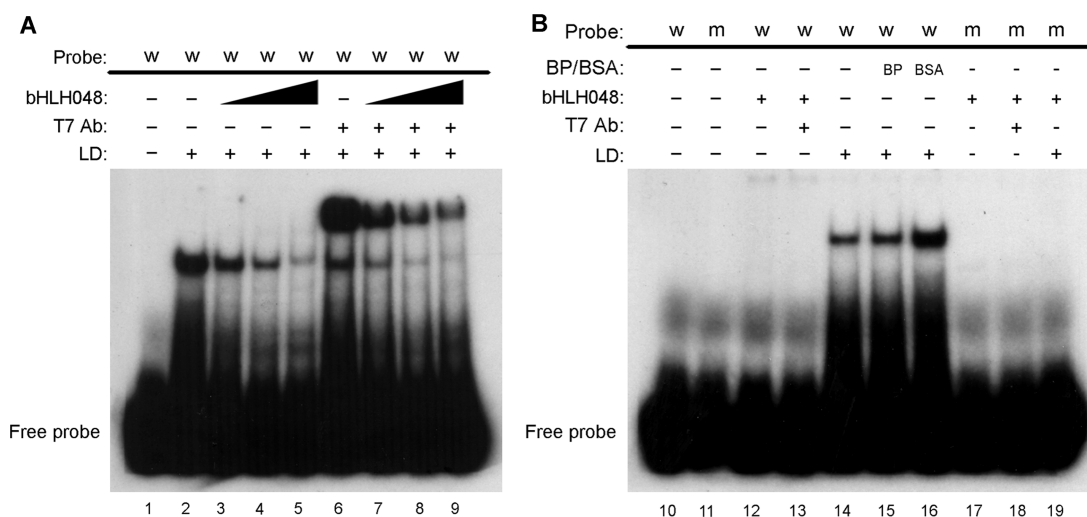 A
Probe: w w w w w w w w w
bHLH048: – – –
T7 Ab: – – – – – + + + +
LD: – + + + + + + + +
Free probe
1 2 3 4 5 6 7 8 9
B
Probe: w m w w w w w m m m
BP/BSA: – – – – – BP BSA - - -
bHLH048: – – + + – – – + + +
T7 Ab: – – – + – – – - + -
LD: – – – – + + + - - +
Free probe
10 11 12 13 14 15 16 17 18 19